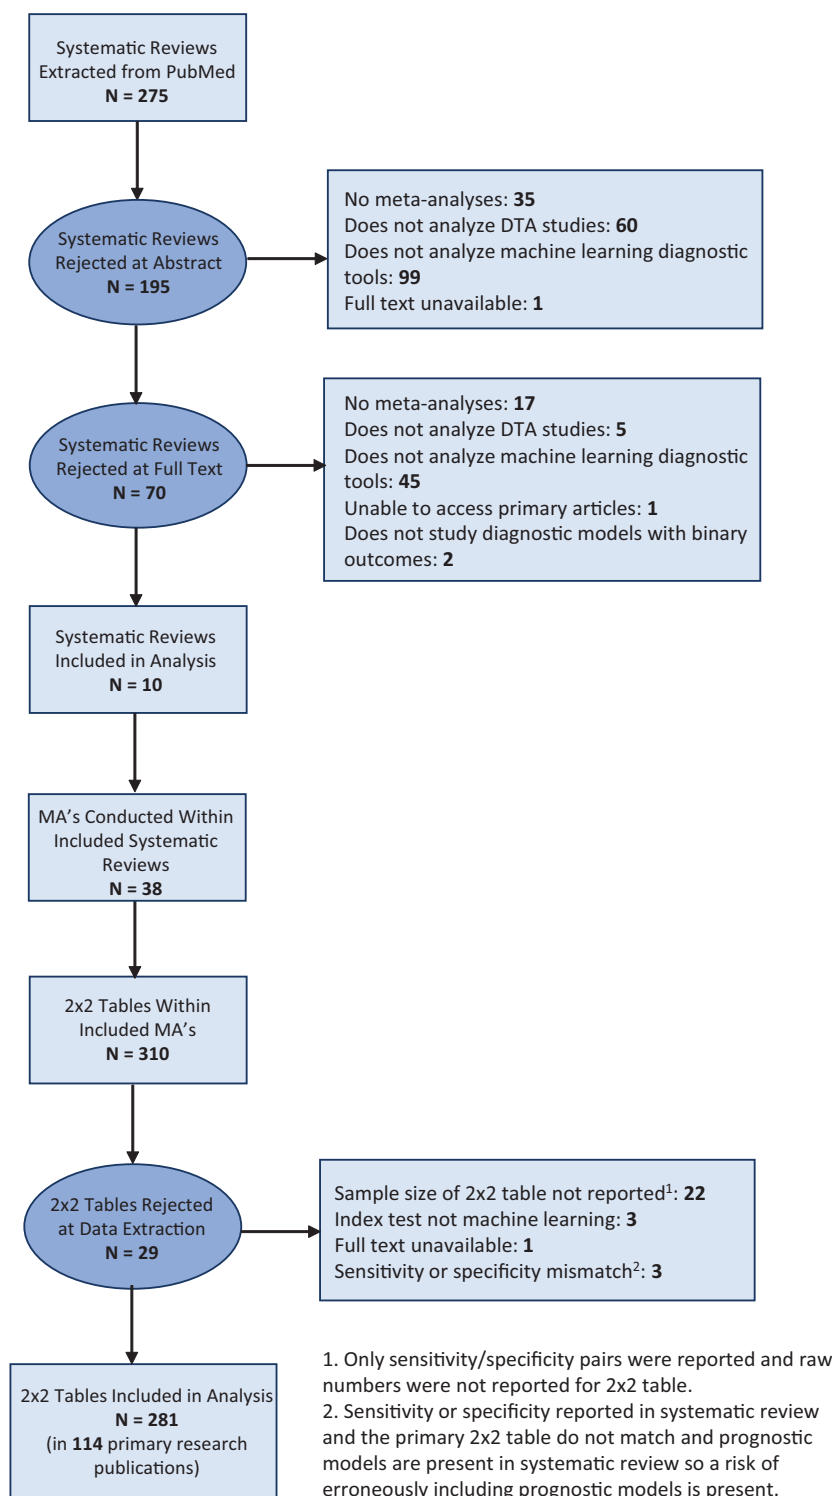 Systematic Reviews
Extracted from PubMed
N = 275
Systematic Reviews
Rejected at Abstract
N = 195
No meta-analyses: 35
Does not analyze DTA studies: 60
Does not analyze machine learning diagnostic
tools: 99
Full text unavailable: 1
Systematic Reviews
Rejected at Full Text
N = 70
No meta-analyses: 17
Does not analyze DTA studies: 5
Does not analyze machine learning diagnostic
tools: 45
Unable to access primary articles: 1
Does not study diagnostic models with binary
outcomes: 2
Systematic Reviews
Included in Analysis
N = 10
MA's Conducted Within
Included Systematic
Reviews
N = 38
2x2 Tables Within
Included MA's
N = 310
2x2 Tables Rejected
at Data Extraction
N = 29
Sample size of 2x2 table not reported¹: 22
Index test not machine learning: 3
Full text unavailable: 1
Sensitivity or specificity mismatch²: 3
2x2 Tables Included in Analysis
N = 281
(in 114 primary research
publications)
1. Only sensitivity/specificity pairs were reported and raw
numbers were not reported for 2x2 table.
2. Sensitivity or specificity reported in systematic review
and the primary 2x2 table do not match and prognostic
models are present in systematic review so a risk of
erroneously including prognostic models is present.